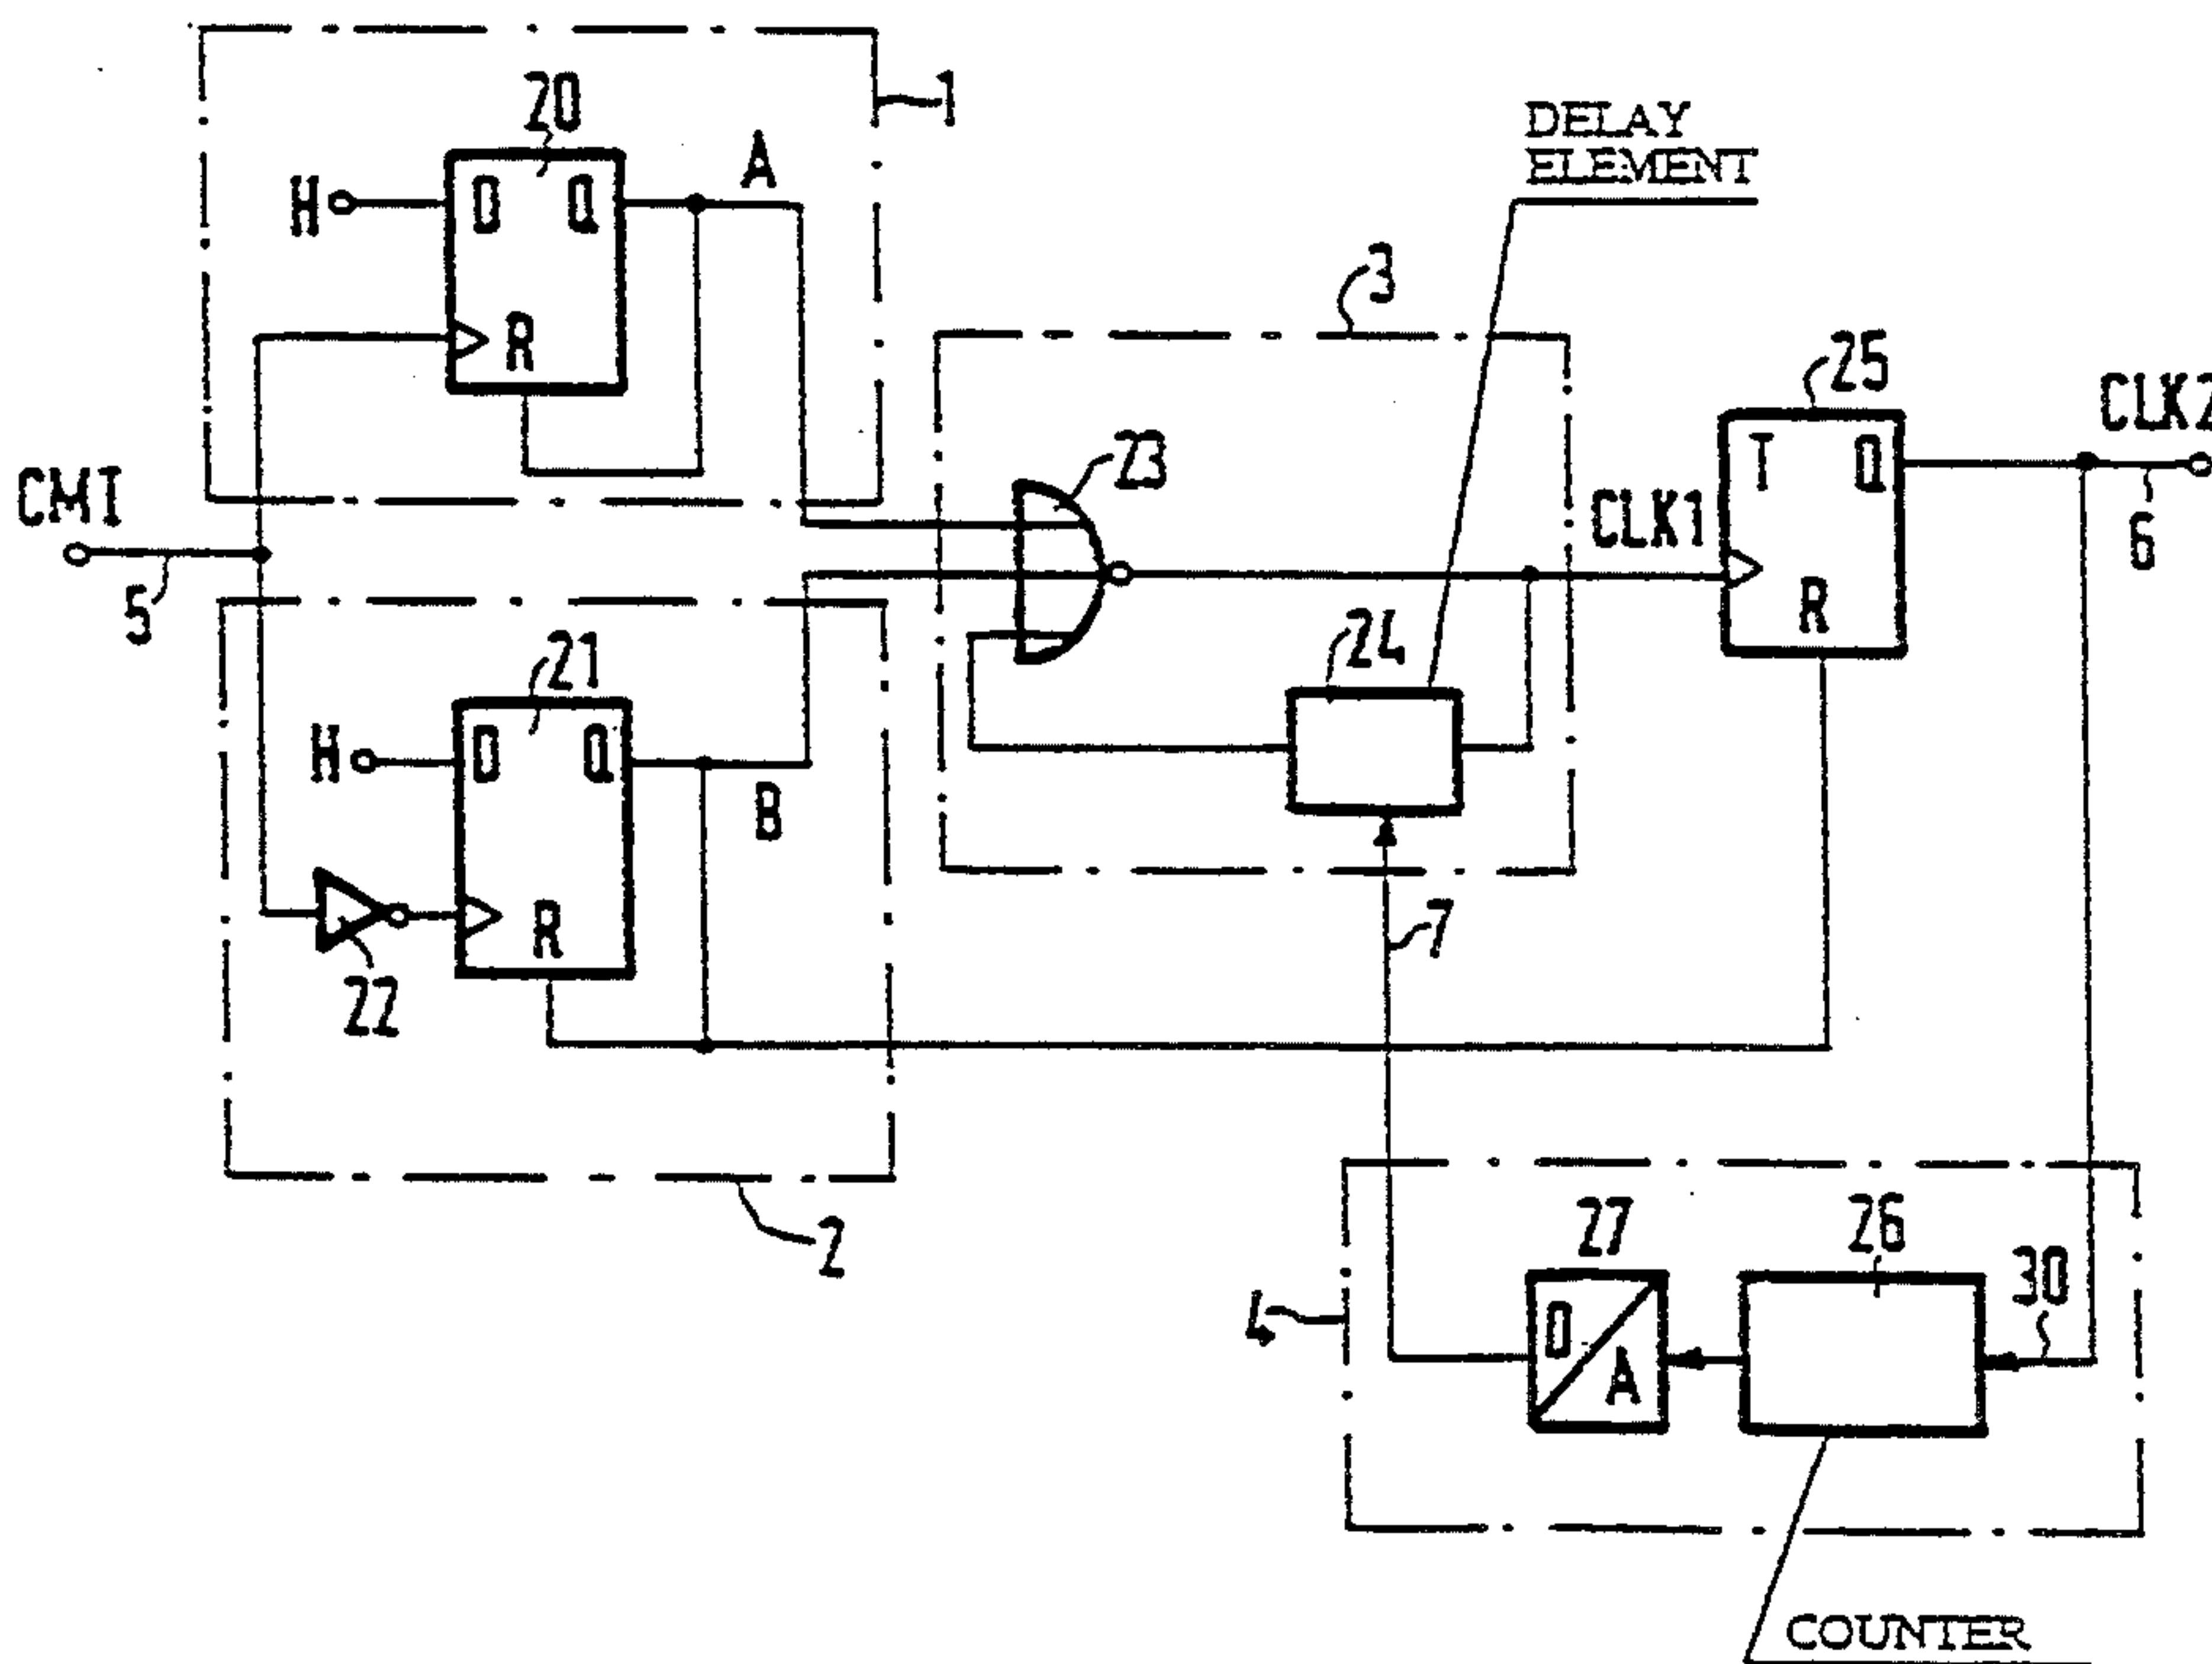 1
20
A
H
D Q
R
DELAY
ELEMENT
3
25
CLK2
T Q
23
CMI
CLK1
6
5
R
24
21
H
D Q
B
R
7
22
2
27
26
30
4
D
A
COUNTER